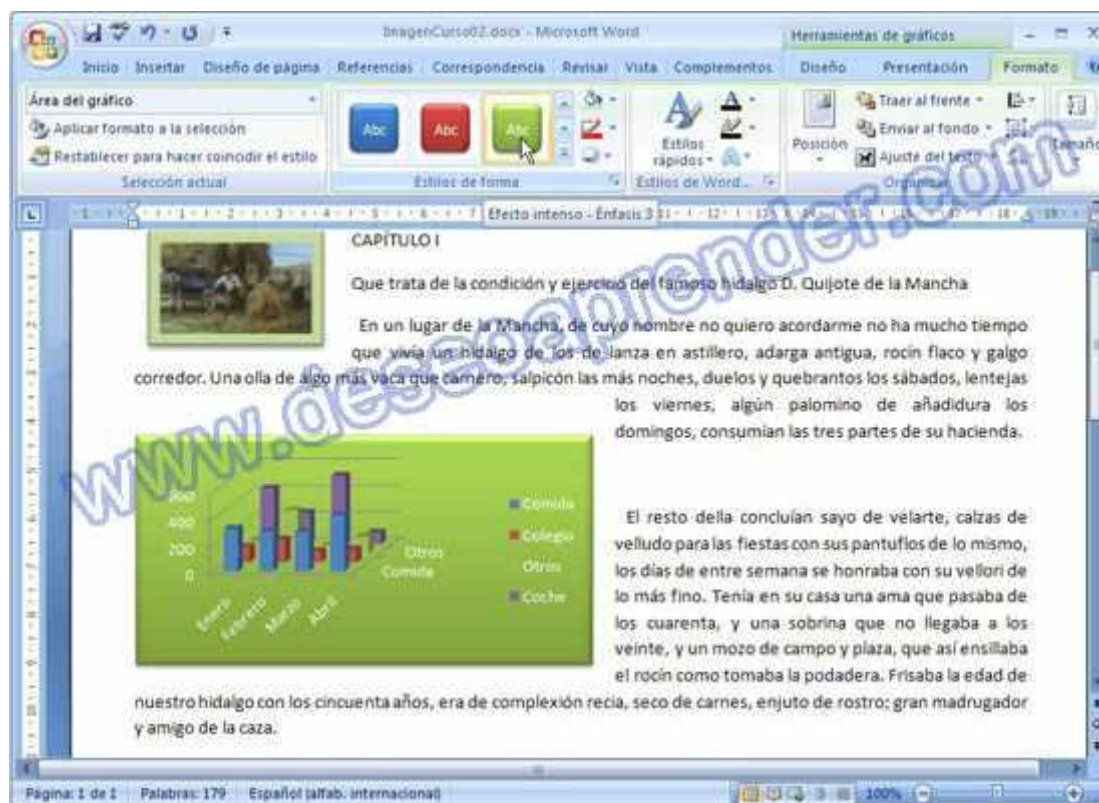 ImagenCurso02.docx - Microsoft Word
Herramientas de gráficos
Inicio Insertar Diseño de página Referencias Correspondencia Revisar Vista Complementos Diseño Presentación Formato
Área del gráfico
Aplicar formato a la selección
Restablecer para hacer coincidir el estilo
Selección actual
Abc Abc Abc
Estilos de forma
Estilos rápidos
Estilos de Word...
Posición
Traer al frente
Enviar al fondo
Ajuste del texto
Organizar
Tamaño
Efecto intenso - Énfasis 3
www.deseoaprender.com
CAPITULO I
Que trata de la condición y ejercicio del famoso hidalgo D. Quijote de la Mancha
En un lugar de la Mancha, de cuyo nombre no quiero acordarme no ha mucho tiempo
que vivía un hidalgo de los de lanza en astillero, adarga antigua, rocín flaco y galgo
corredor. Una olla de algo más vaca que carnero, salpicón las más noches, duelos y quebrantos los sábados, lentejas
los viernes, algún palomino de añadidura los
domingos, consumían las tres partes de su hacienda.
400
200
0
Enero Febrero Marzo Abril
Otros
Comida
Comida
Colegio
Otros
Coche
El resto della concluían sayo de velarte, calzas de
velludo para las fiestas con sus pantuflos de lo mismo,
los días de entre semana se honraba con su vellori de
lo más fino. Tenía en su casa una ama que pasaba de
los cuarenta, y una sobrina que no llegaba a los
veinte, y un mozo de campo y plaza, que así ensillaba
el rocín como tomaba la podadera. Frisaba la edad de
nuestro hidalgo con los cincuenta años, era de complexión recia, seco de carnes, enjuto de rostro; gran madrugador
y amigo de la caza.
Página: 1 de 1 Palabras: 179 Español (alfab. internacional) 100%